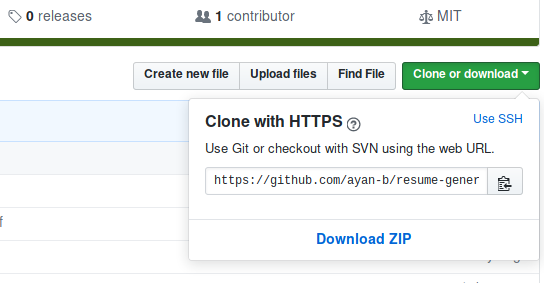 0 releases
1 contributor
MIT
Create new file
Upload files
Find File
Clone or download
Clone with HTTPS
Use SSH
Use Git or checkout with SVN using the web URL.
https://github.com/ayan-b/resume-gener
Download ZIP